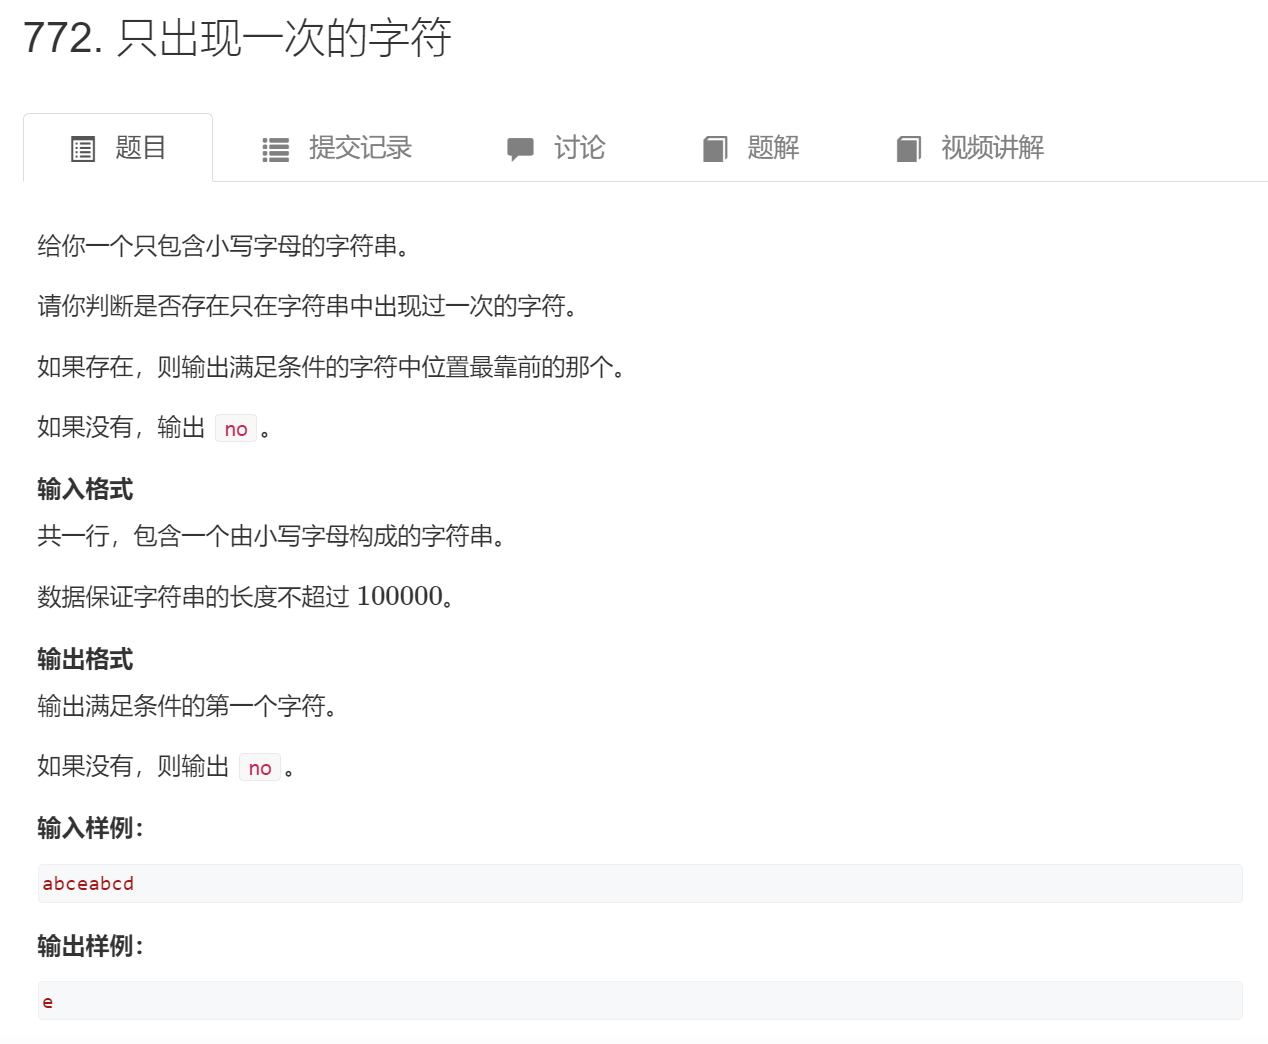 772. 只出现一次的字符
题目 提交记录 讨论 题解 视频讲解
给你一个只包含小写字母的字符串。
请你判断是否存在只在字符串中出现过一次的字符。
如果存在，则输出满足条件的字符中位置最靠前的那个。
如果没有，输出 no 。
输入格式
共一行，包含一个由小写字母构成的字符串。
数据保证字符串的长度不超过 100000。
输出格式
输出满足条件的第一个字符。
如果没有，则输出 no 。
输入样例：
abceabcd
输出样例：
e